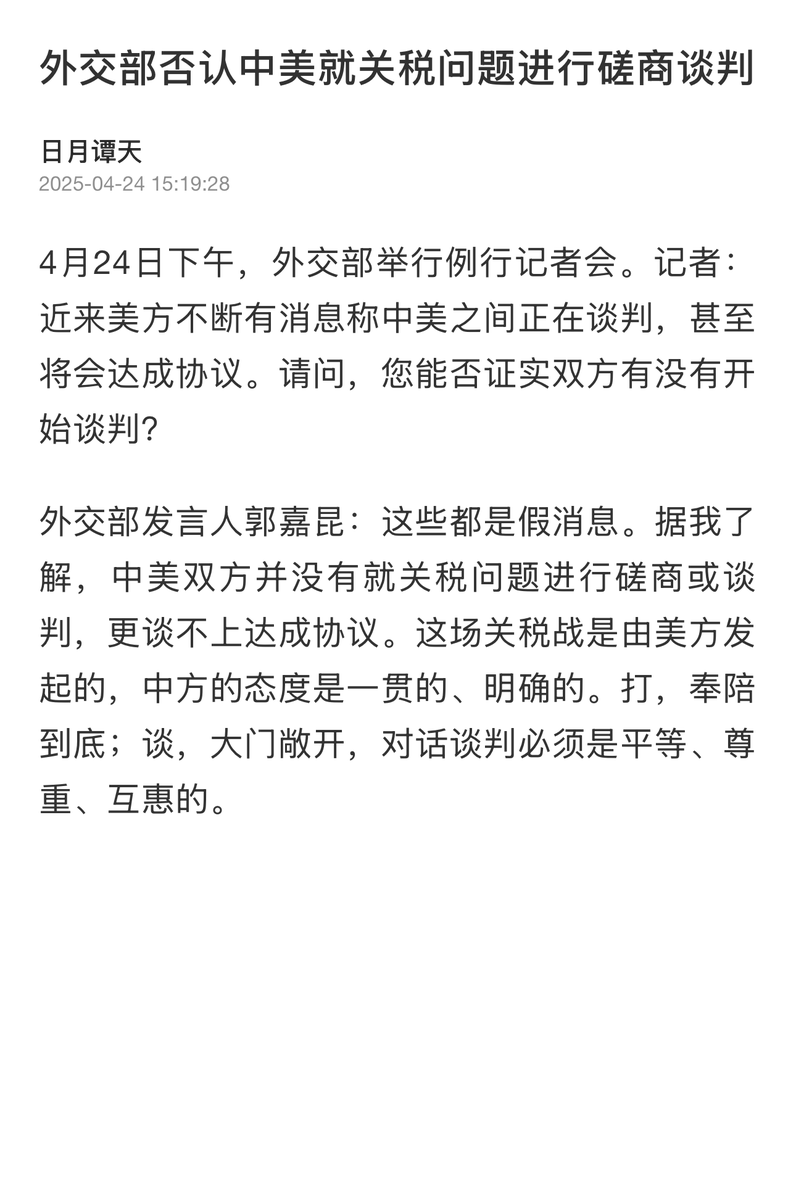 外交部否认中美就关税问题进行磋商谈判
日月谭天
2025-04-24 15:19:28
4月24日下午，外交部举行例行记者会。记者：
近来美方不断有消息称中美之间正在谈判，甚至
将会达成协议。请问，您能否证实双方有没有开
始谈判？
外交部发言人郭嘉昆：这些都是假消息。据我了
解，中美双方并没有就关税问题进行磋商或谈
判，更谈不上达成协议。这场关税战是由美方发
起的，中方的态度是一贯的、明确的。打，奉陪
到底；谈，大门敞开，对话谈判必须是平等、尊
重、互惠的。